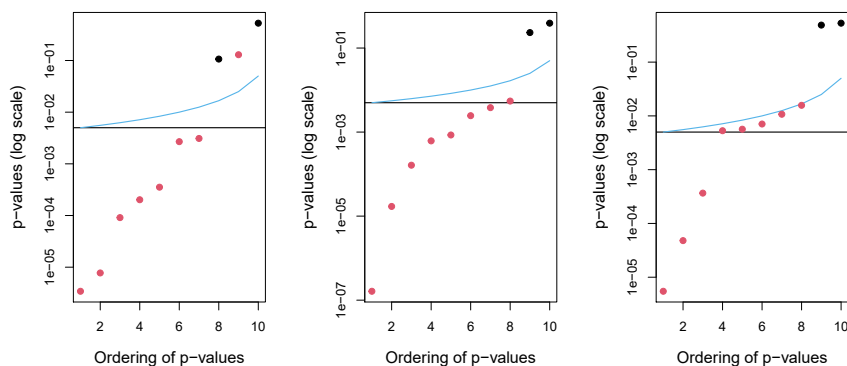 p−values (log scale)
1e−01
1e−02
1e−03
1e−04
1e−05
2 4 6 8 10
Ordering of p−values
p−values (log scale)
1e−01
1e−03
1e−05
1e−07
2 4 6 8 10
Ordering of p−values
p−values (log scale)
1e−01
1e−02
1e−03
1e−04
1e−05
2 4 6 8 10
Ordering of p−values